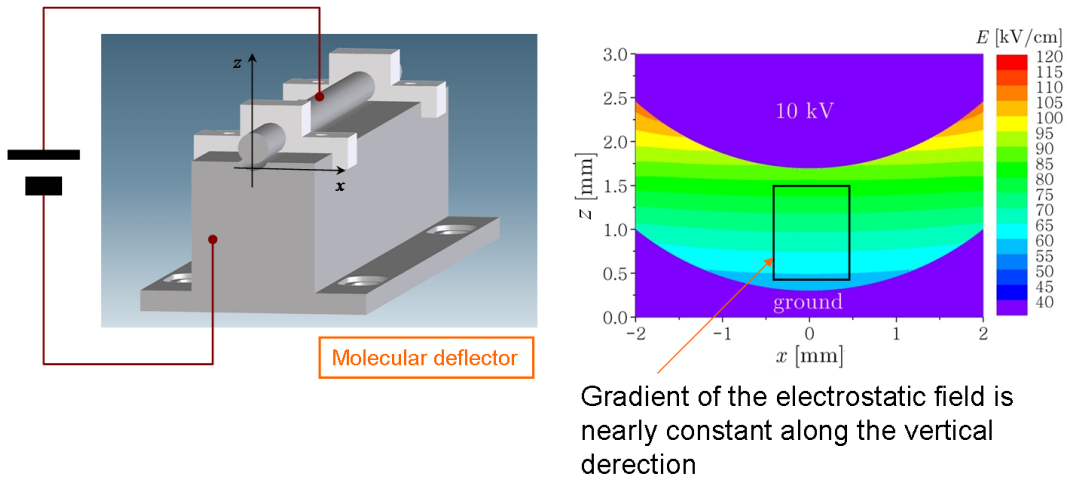 z
x
Molecular deflector
E [kV/cm]
3.0
2.5
2.0
1.5
1.0
0.5
0.0
z [mm]
10 kV
ground
-2
-1
0
1
2
x [mm]
120
115
110
105
100
95
90
85
80
75
70
65
60
55
50
45
40
Gradient of the electrostatic field is
nearly constant along the vertical
derection